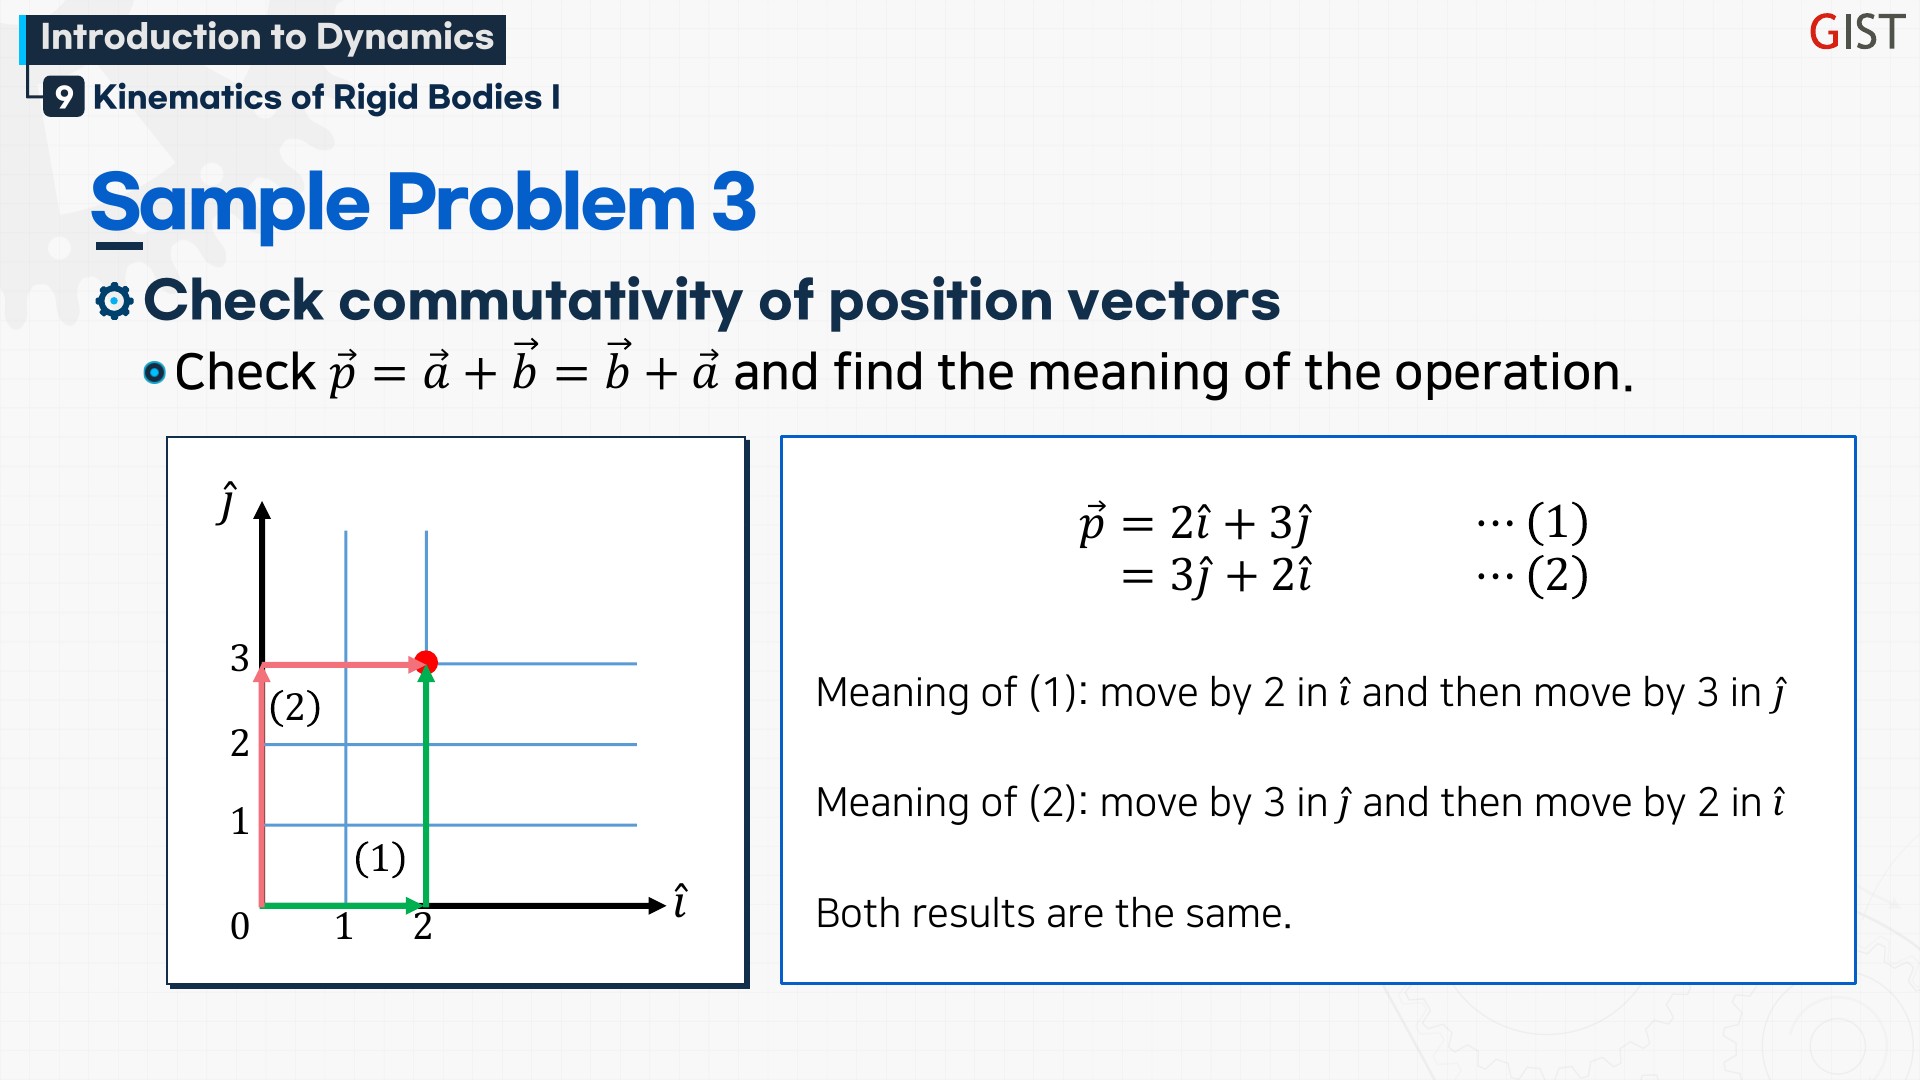 Introduction to Dynamics
GIST
9 Kinematics of Rigid Bodies I
Sample Problem 3
Check commutativity of position vectors
Check p⃗ = a⃗ + b⃗ = b⃗ + a⃗ and find the meaning of the operation.
ĵ
3
(2)
2
1
(1)
î
0 1 2
p⃗ = 2î + 3ĵ ⋯ (1)
= 3ĵ + 2î ⋯ (2)
Meaning of (1): move by 2 in î and then move by 3 in ĵ
Meaning of (2): move by 3 in ĵ and then move by 2 in î
Both results are the same.